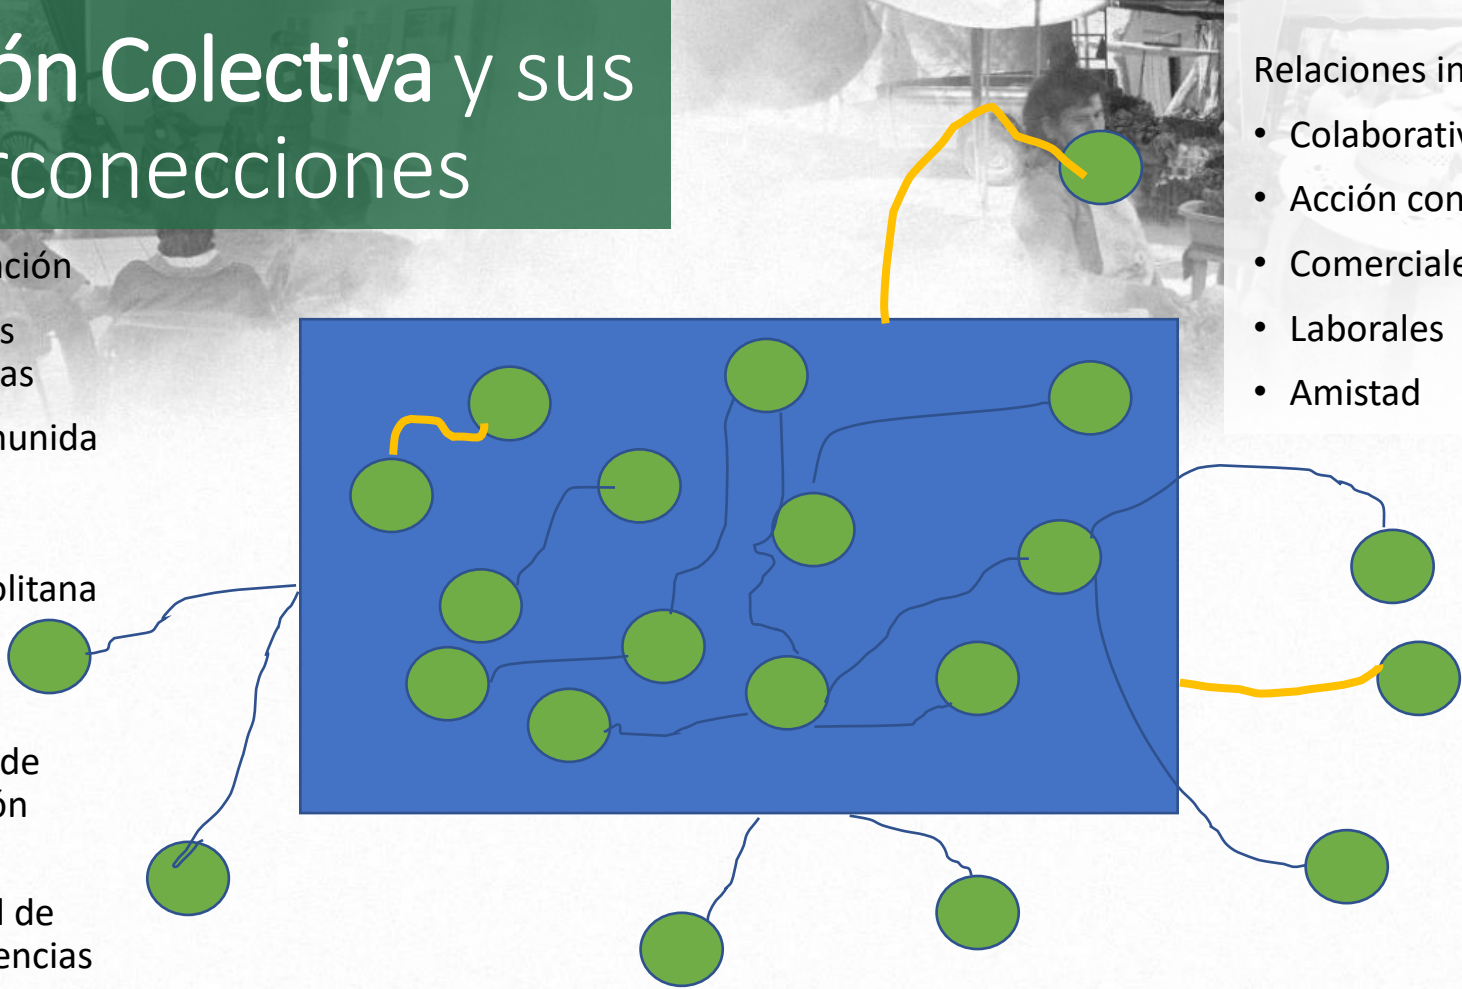 ón Colectiva y sus
rconecciones
ación
s
as
nunida
olitana
de
ón
l de
encias
Relaciones in
• Colaborativ
• Acción con
• Comerciale
• Laborales
• Amistad